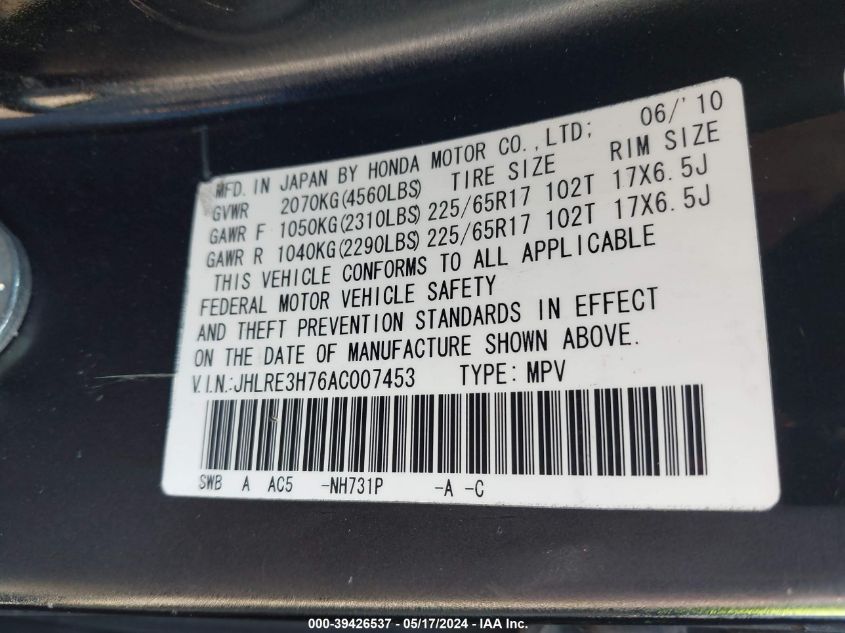 MFD. IN JAPAN BY HONDA MOTOR CO.,LTD; 06/'10
GVWR 2070KG(4560LBS) TIRE SIZE RIM SIZE
GAWR F 1050KG(2310LBS) 225/65R17 102T 17X6.5J
GAWR R 1040KG(2290LBS) 225/65R17 102T 17X6.5J
THIS VEHICLE CONFORMS TO ALL APPLICABLE
FEDERAL MOTOR VEHICLE SAFETY
AND THEFT PREVENTION STANDARDS IN EFFECT
ON THE DATE OF MANUFACTURE SHOWN ABOVE.
V.I.N.:JHLRE3H76AC007453 TYPE: MPV
SWB A AC5 -NH731P -A -C
000-39426537 - 05/17/2024 - IAA Inc.